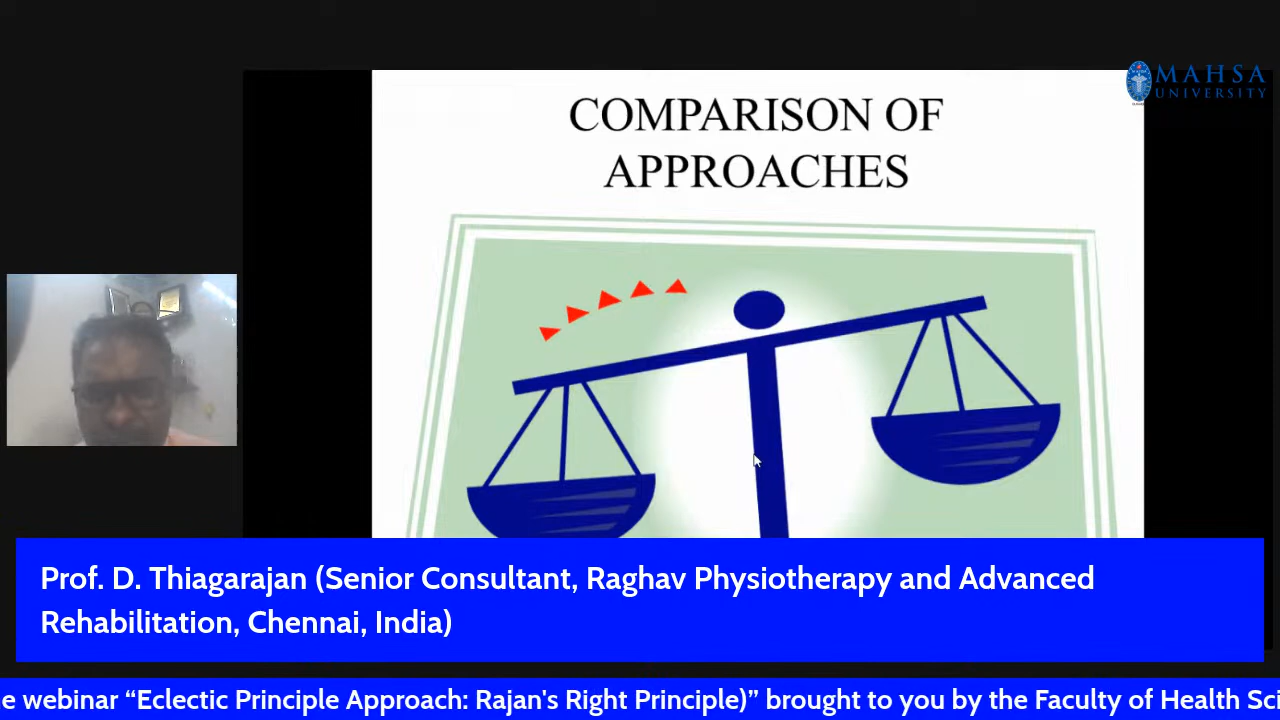 MAHSA
UNIVERSITY
COMPARISON OF
APPROACHES
Prof. D. Thiagarajan (Senior Consultant, Raghav Physiotherapy and Advanced
Rehabilitation, Chennai, India)
e webinar “Eclectic Principle Approach: Rajan's Right Principle)” brought to you by the Faculty of Health Sci